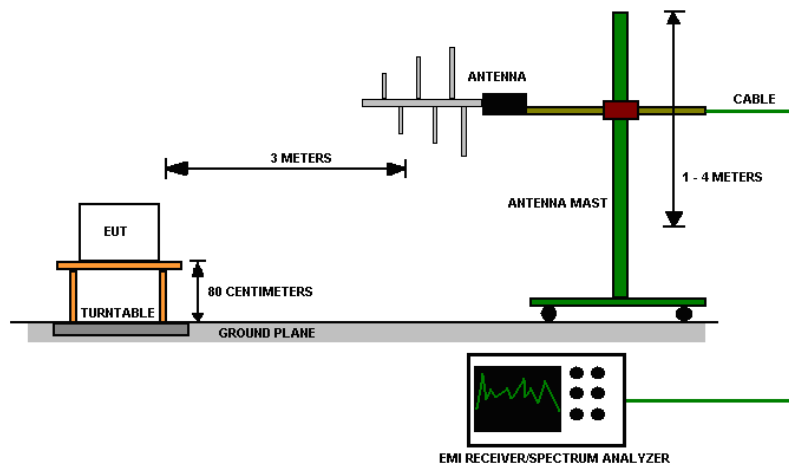 ANTENNA
CABLE
3 METERS
1 - 4 METERS
ANTENNA MAST
EUT
80 CENTIMETERS
TURNTABLE
GROUND PLANE
EMI RECEIVER/SPECTRUM ANALYZER